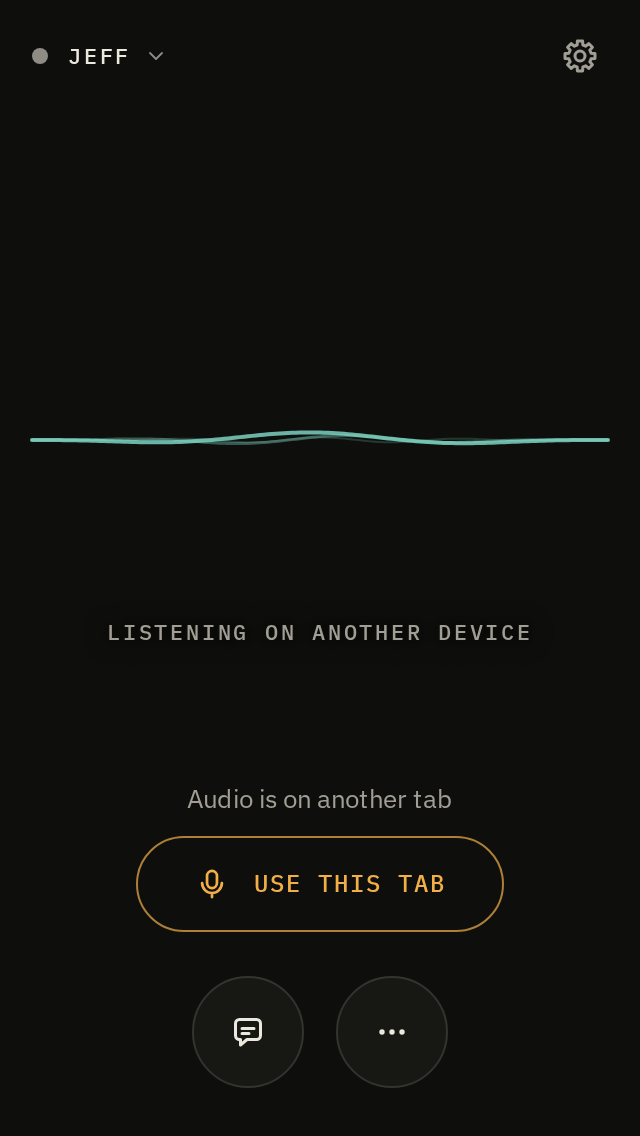 JEFF
LISTENING ON ANOTHER DEVICE
Audio is on another tab
USE THIS TAB